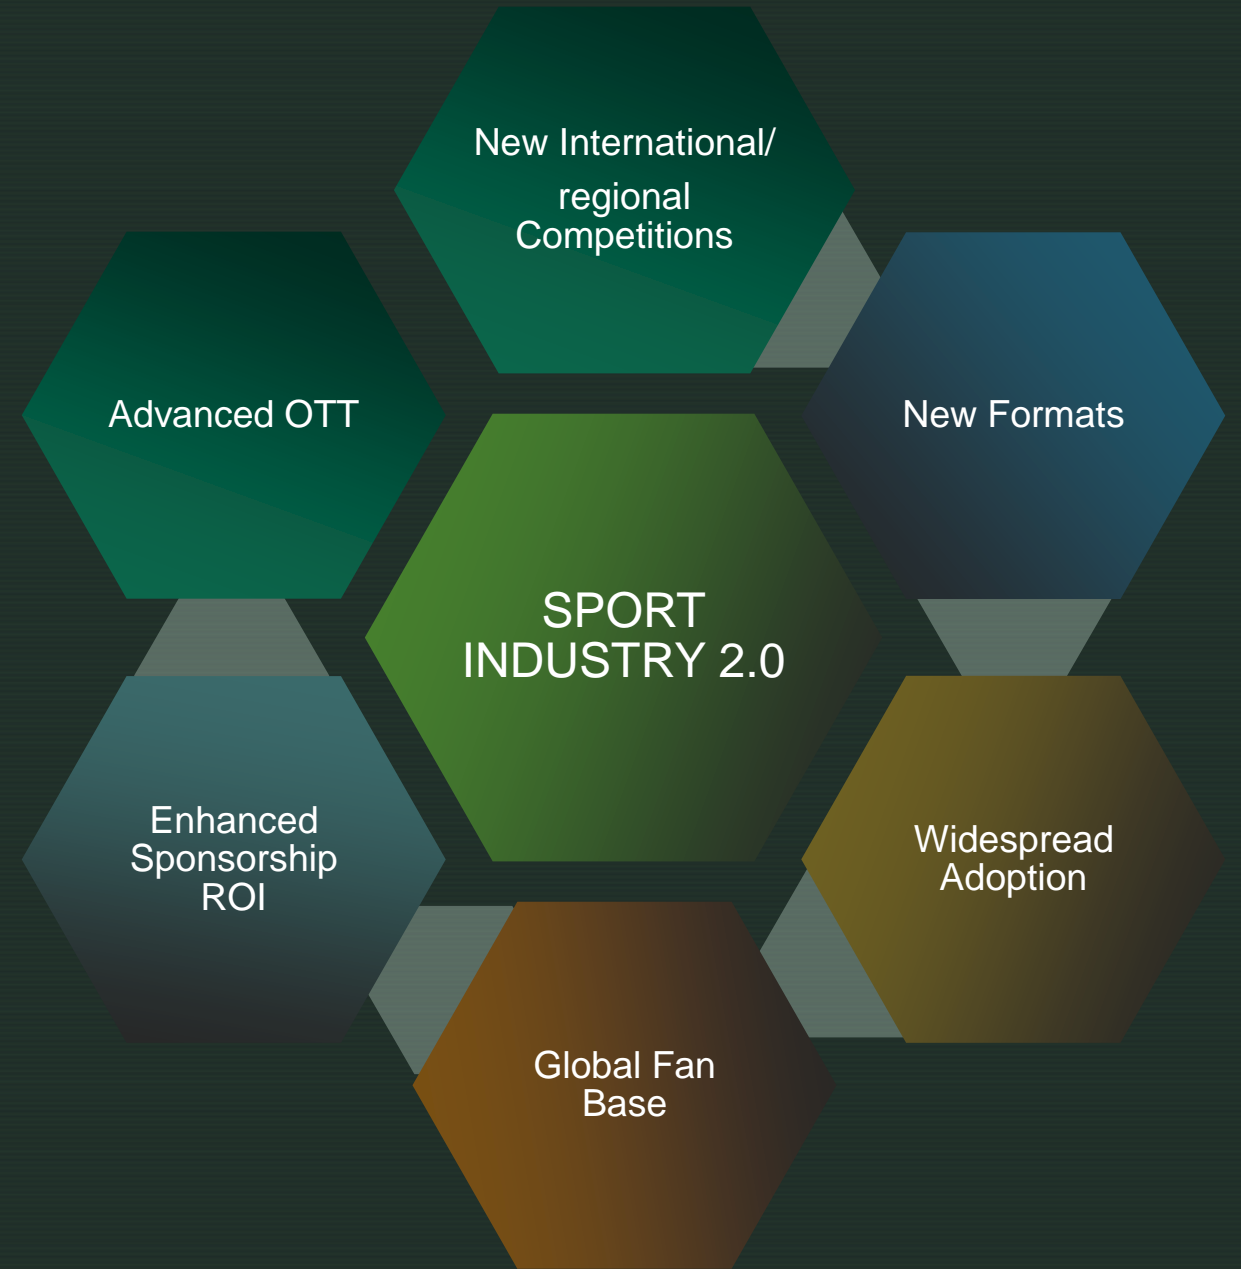 New International/
regional
Competitions
Advanced OTT
New Formats
SPORT
INDUSTRY 2.0
Enhanced
Sponsorship
ROI
Widespread
Adoption
Global Fan
Base